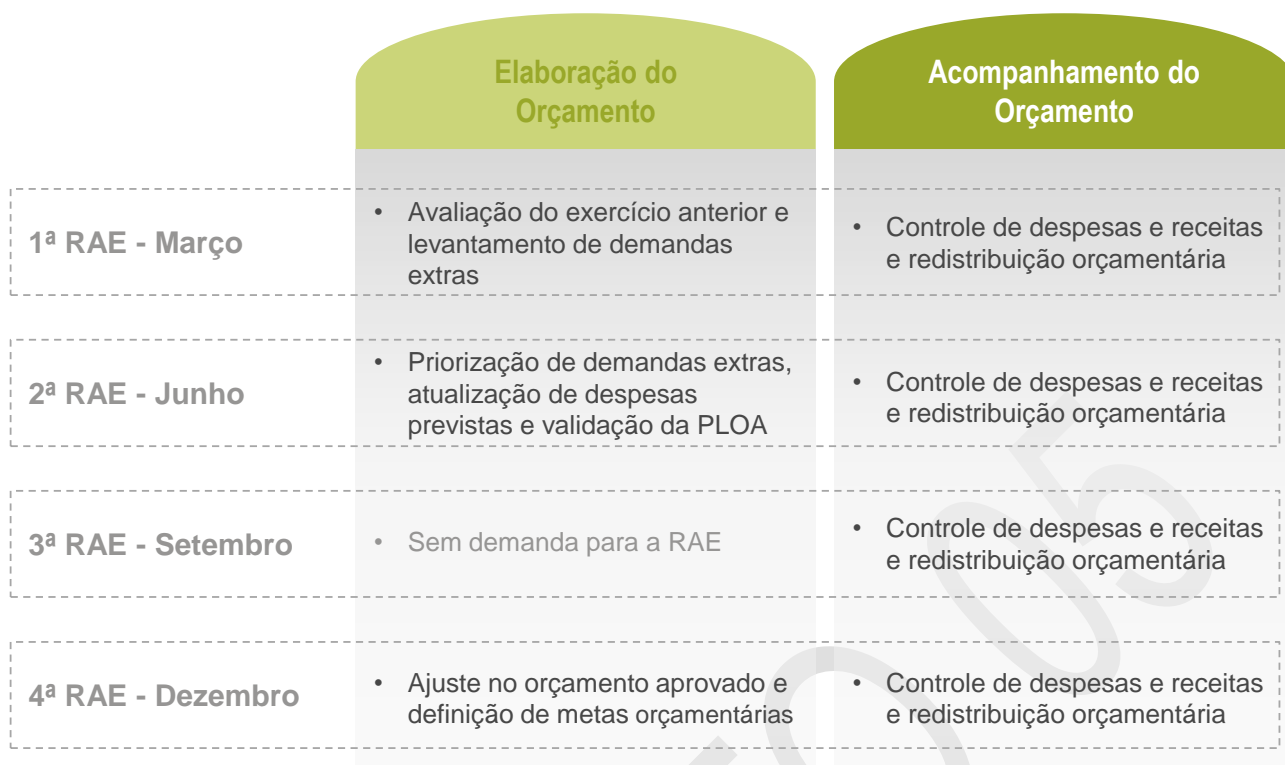 Elaboração do
Orçamento
Acompanhamento do
Orçamento
1ª RAE - Março
• Avaliação do exercício anterior e
levantamento de demandas
extras
• Controle de despesas e receitas
e redistribuição orçamentária
2ª RAE - Junho
• Priorização de demandas extras,
atualização de despesas
previstas e validação da PLOA
• Controle de despesas e receitas
e redistribuição orçamentária
3ª RAE - Setembro
• Sem demanda para a RAE
• Controle de despesas e receitas
e redistribuição orçamentária
4ª RAE - Dezembro
• Ajuste no orçamento aprovado e
definição de metas orçamentárias
• Controle de despesas e receitas
e redistribuição orçamentária
05